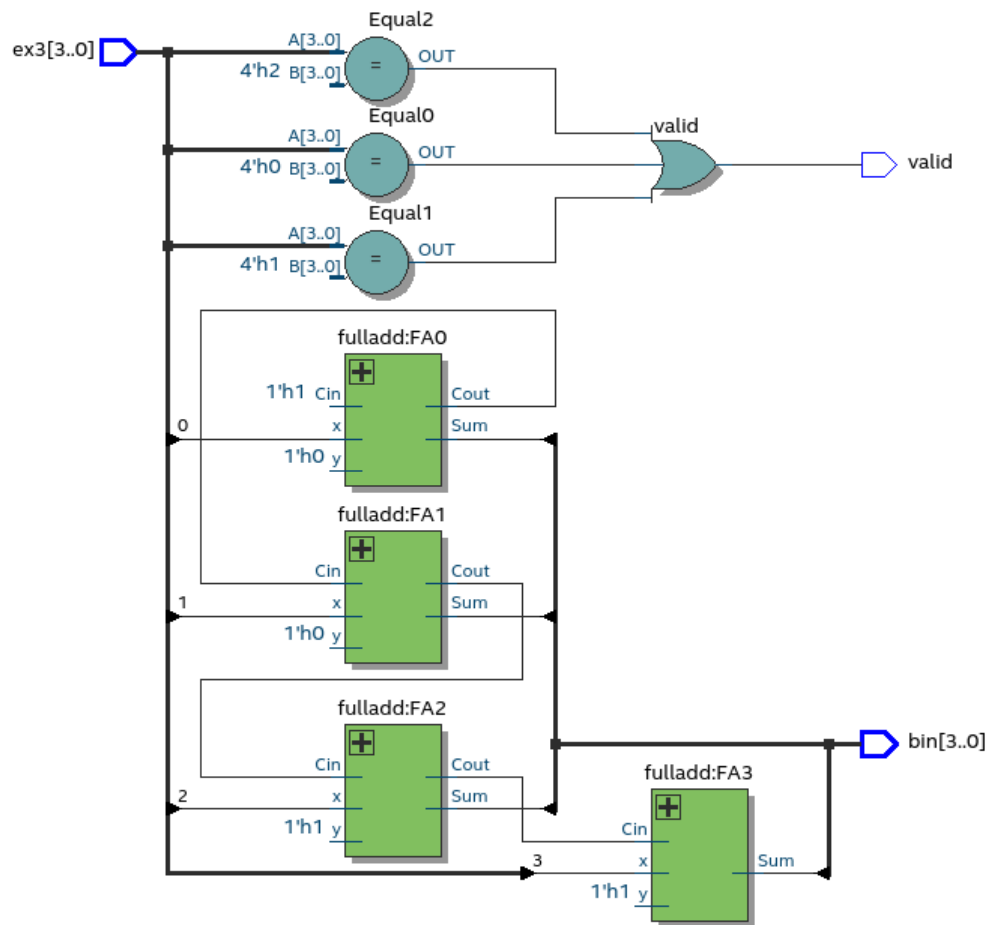 Equal2
ex3[3..0]
A[3..0]
4'h2 B[3..0]
=
OUT
Equal0
A[3..0]
4'h0 B[3..0]
=
OUT
valid
valid
Equal1
A[3..0]
4'h1 B[3..0]
=
OUT
fulladd:FA0
1'h1 Cin
Cout
0
x
Sum
1'h0 y
fulladd:FA1
Cin
Cout
1
x
Sum
1'h0 y
fulladd:FA2
Cin
Cout
2
x
Sum
1'h1 y
bin[3..0]
fulladd:FA3
Cin
3
x
Sum
1'h1 y